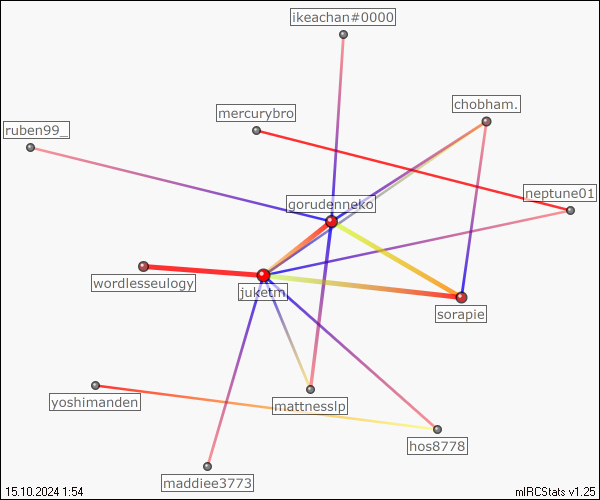 ikeachan#0000
chobham.
mercurybro
ruben99_
neptune01
gorudenneko
wordlesseulogy
juketm
sorapie
yoshimanden
mattnesslp
hos8778
maddiee3773
15.10.2024 1:54
mIRCStats v1.25